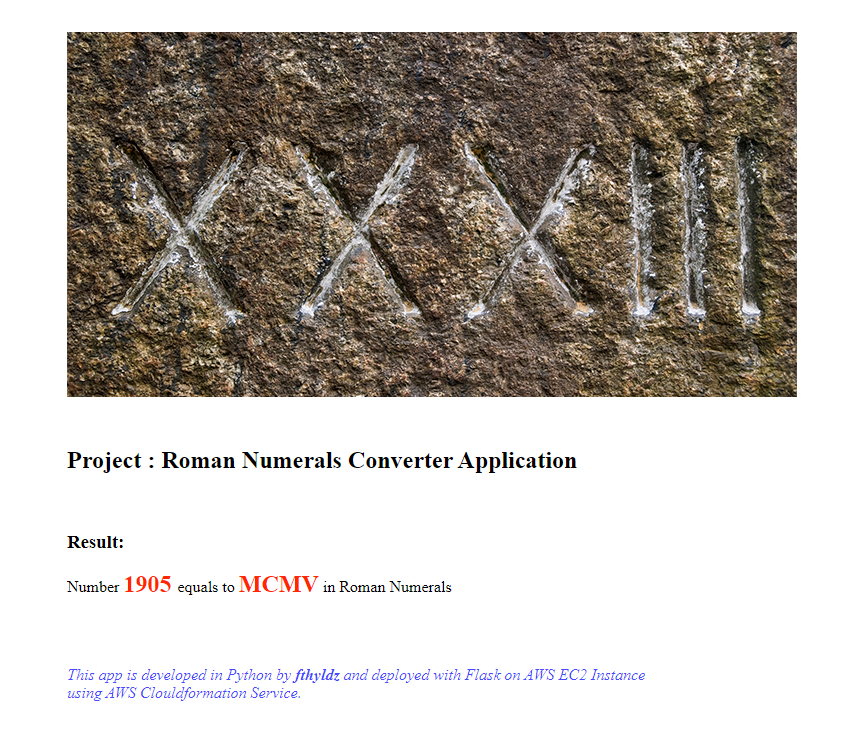 XXXIII
Project : Roman Numerals Converter Application
Result:
Number 1905 equals to MCMV in Roman Numerals
This app is developed in Python by fthyldz and deployed with Flask on AWS EC2 Instance
using AWS Clouldformation Service.